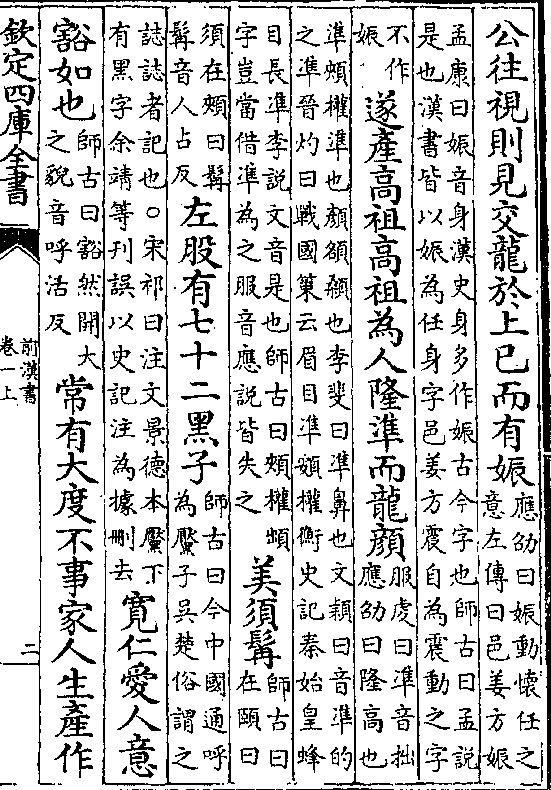 公往視則見交龍於上已而有娠
應劭曰娠動懷任之
意左傳曰邑姜方娠
孟康曰娠音身漢史身多作娠古今字也師古曰孟說
是也漢書皆以娠為任身字邑姜方震自為震動之字
不作
娠
遂產高祖高祖為人隆準而龍顏
服虔曰準音拙
應劭曰隆高也
準頰權準也顏額顙也李斐曰準鼻也文穎曰音準的
之準晉灼曰戰國策云眉目準頞權衡史記秦始皇蜂
目長準李說文音是也師古曰頰權頄
字豈當借準為之服音應說皆失之
美須髯
師古曰
在頤曰
須在頰曰髯
髯音人占反
左股有七十二黑子
師古曰今中國通呼
為黶子吳楚俗謂之
誌誌者記也○宋祁曰注文景德本黶下
有黑字余靖等刊誤以史記注為據刪去
寬仁愛人意
豁如也
師古曰豁然開大
之貌音呼活反
常有大度不事家人生產作
欽定四庫全書
前漢書
卷一上
二